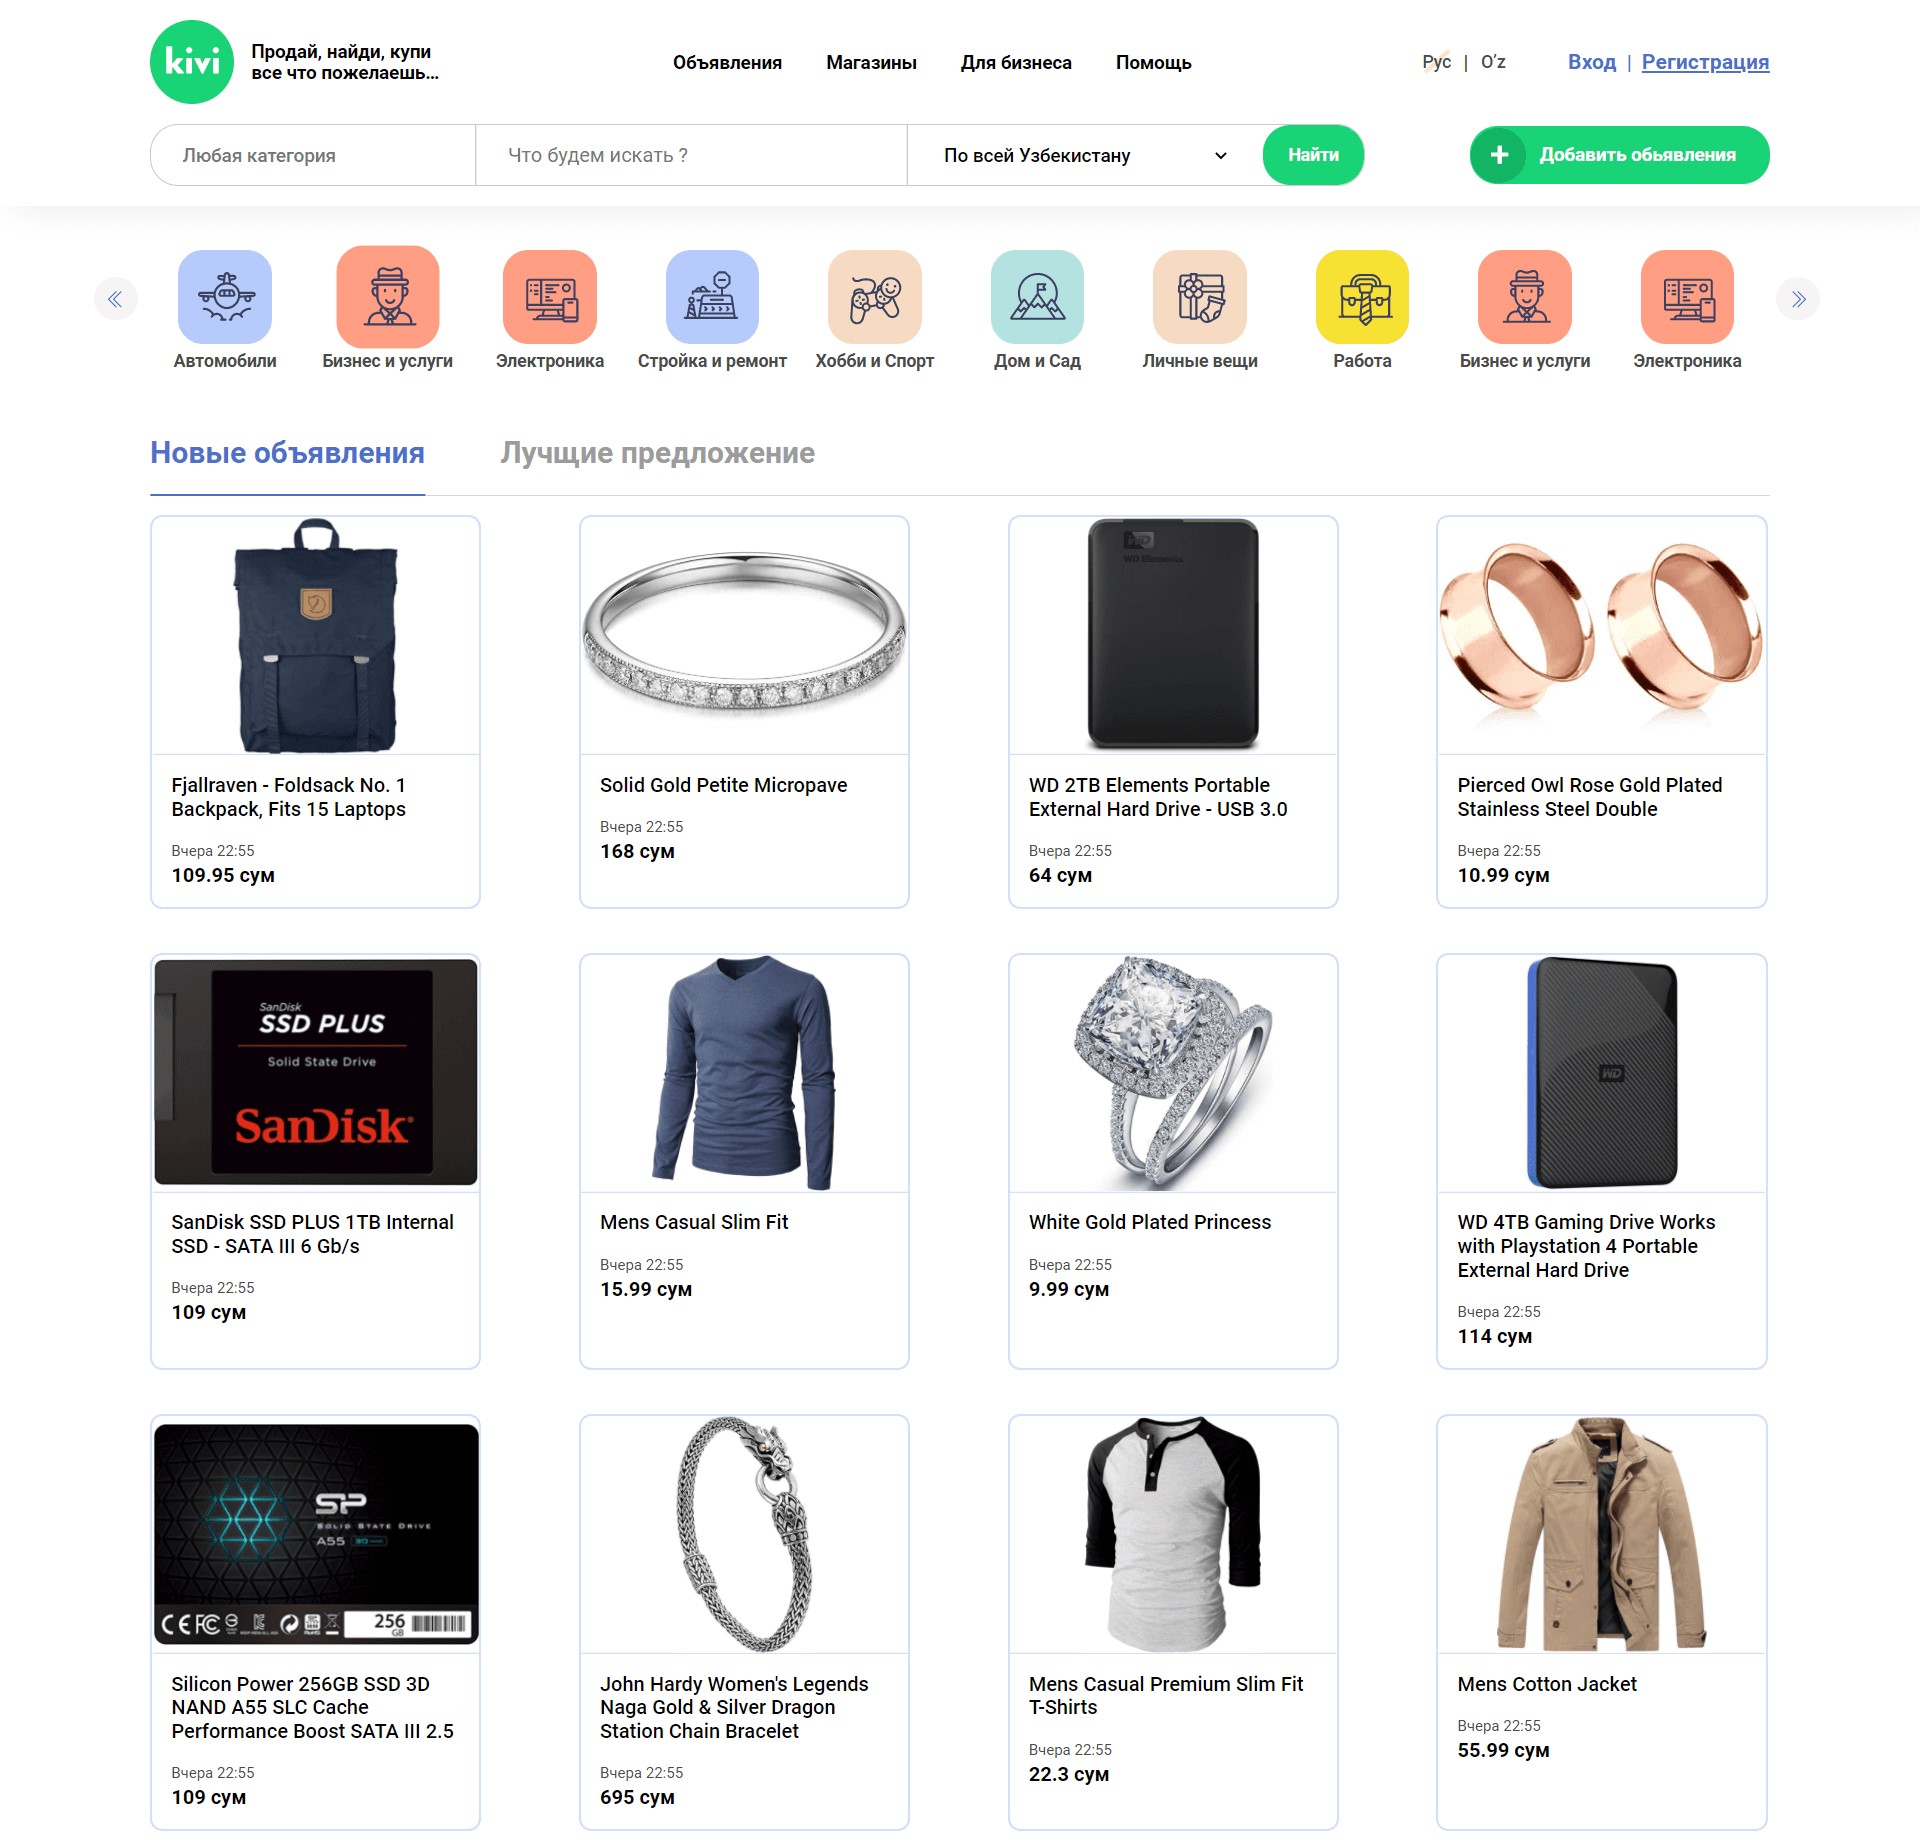 kivi
Продай, найди, купи
все что пожелаешь...
Объявления Магазины Для бизнеса Помощь
Рус | O'z
Вход | Регистрация
Любая категория
Что будем искать ?
По всей Узбекистану
Найти
+ Добавить обьявления
Автомобили
Бизнес и услуги
Электроника
Стройка и ремонт
Хобби и Спорт
Дом и Сад
Личные вещи
Работа
Бизнес и услуги
Электроника
Новые объявления
Лучщие предложение
Fjallraven - Foldsack No. 1
Backpack, Fits 15 Laptops
Вчера 22:55
109.95 сум
Solid Gold Petite Micropave
Вчера 22:55
168 сум
WD
WD Elements
WD 2TB Elements Portable
External Hard Drive - USB 3.0
Вчера 22:55
64 сум
Pierced Owl Rose Gold Plated
Stainless Steel Double
Вчера 22:55
10.99 сум
SanDisk
SSD PLUS
Solid State Drive
SanDisk
SanDisk SSD PLUS 1TB Internal
SSD - SATA III 6 Gb/s
Вчера 22:55
109 сум
Mens Casual Slim Fit
Вчера 22:55
15.99 сум
White Gold Plated Princess
Вчера 22:55
9.99 сум
WD
WD 4TB Gaming Drive Works
with Playstation 4 Portable
External Hard Drive
Вчера 22:55
114 сум
SP
SOLID STATE DRIVE
A55
CE FC
256
GB
Silicon Power 256GB SSD 3D
NAND A55 SLC Cache
Performance Boost SATA III 2.5
Вчера 22:55
109 сум
John Hardy Women's Legends
Naga Gold & Silver Dragon
Station Chain Bracelet
Вчера 22:55
695 сум
Mens Casual Premium Slim Fit
T-Shirts
Вчера 22:55
22.3 сум
Mens Cotton Jacket
Вчера 22:55
55.99 сум